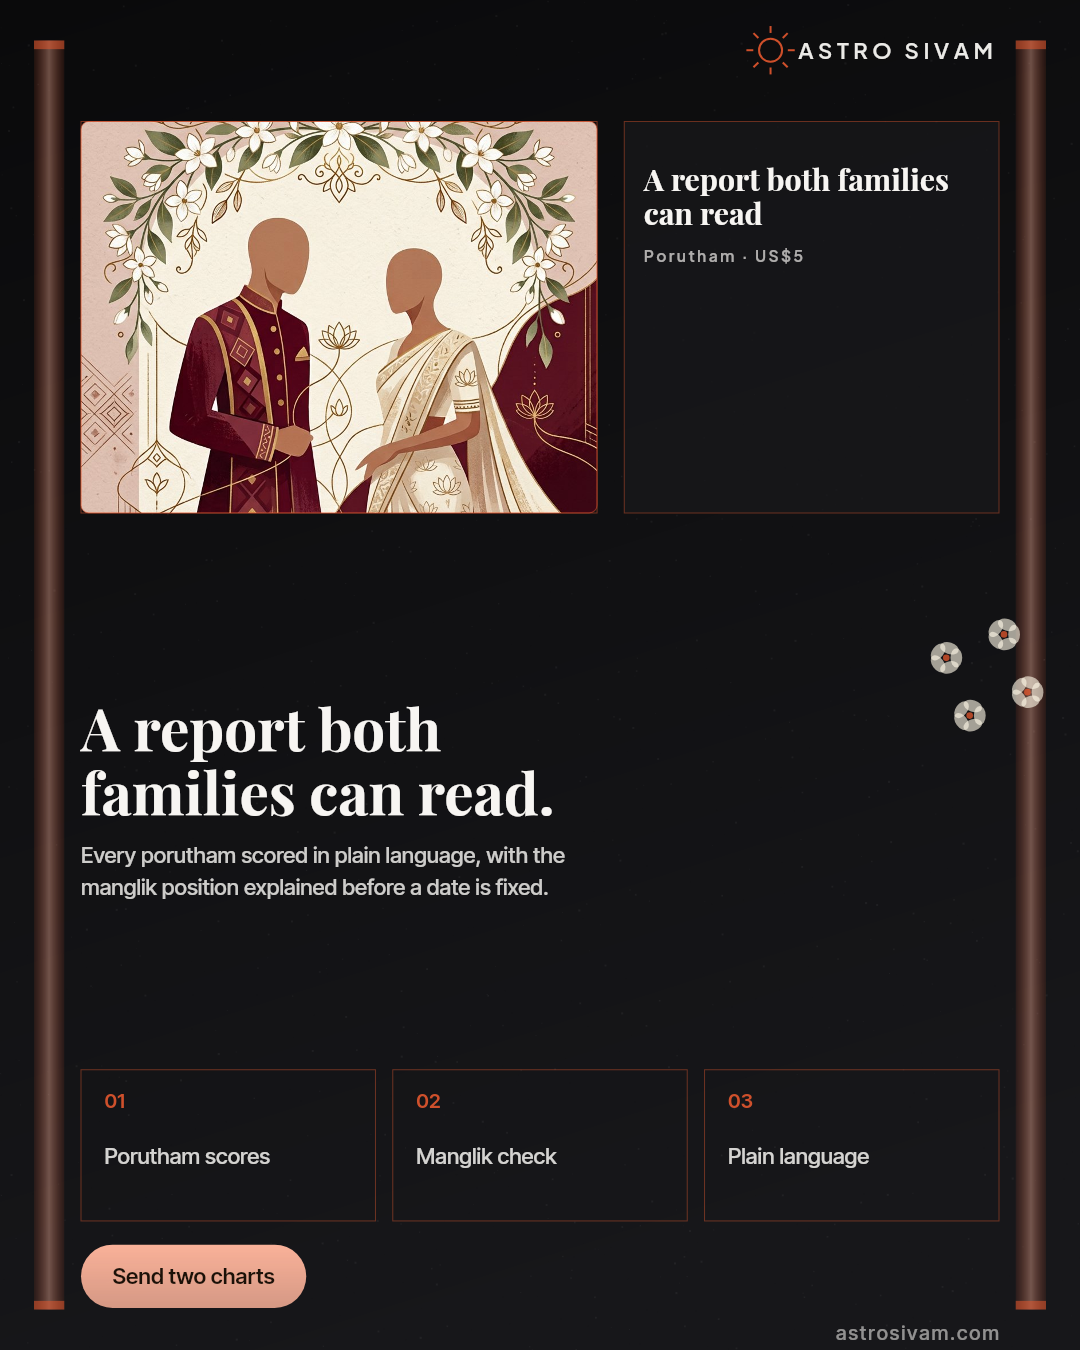 ASTRO SIVAM
A report both families
can read
Porutham · US$5
A report both
families can read.
Every porutham scored in plain language, with the
manglik position explained before a date is fixed.
01
Porutham scores
02
Manglik check
03
Plain language
Send two charts
astrosivam.com